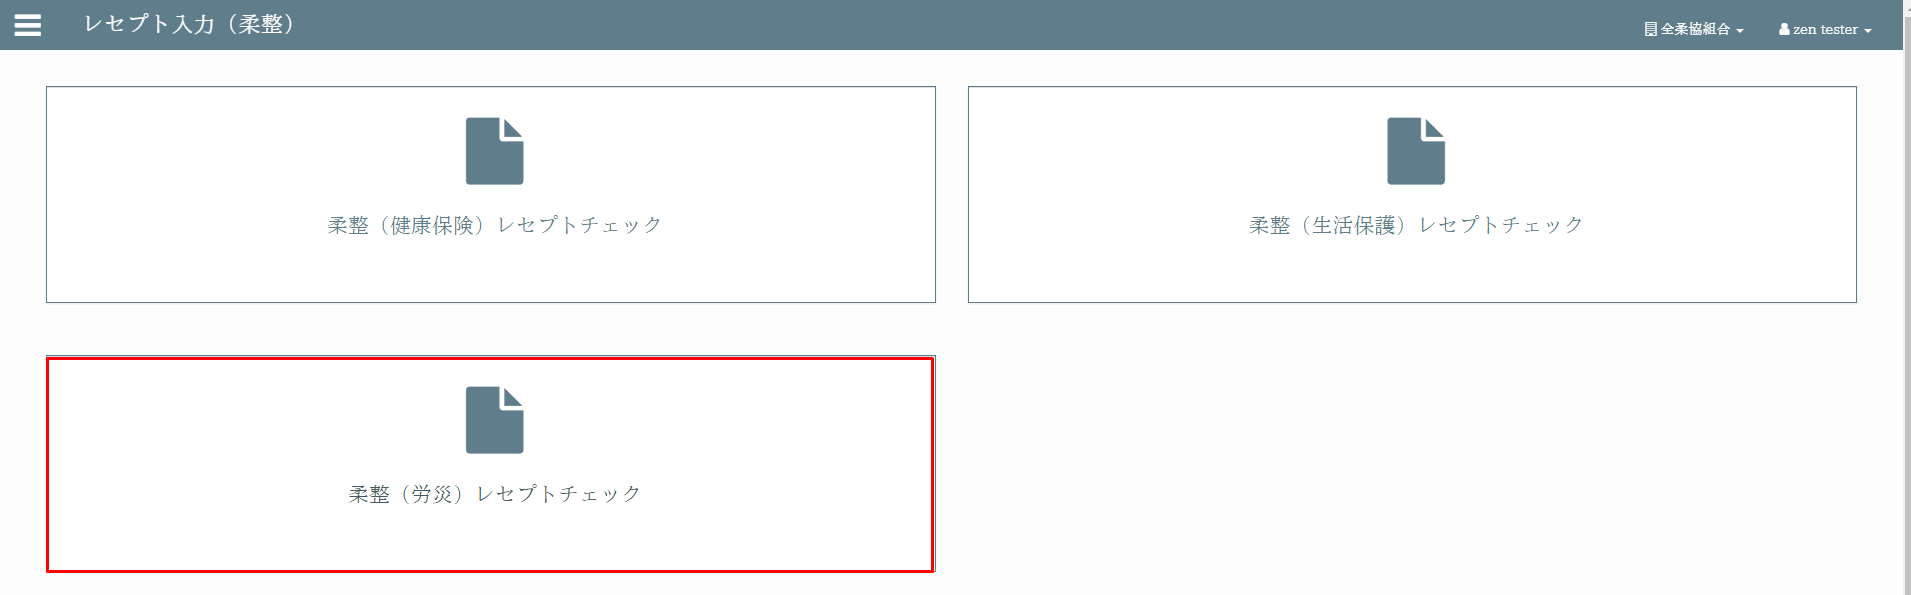 レセプト入力（柔整）
全柔協組合
zen tester
柔整（健康保険）レセプトチェック
柔整（生活保護）レセプトチェック
柔整（労災）レセプトチェック